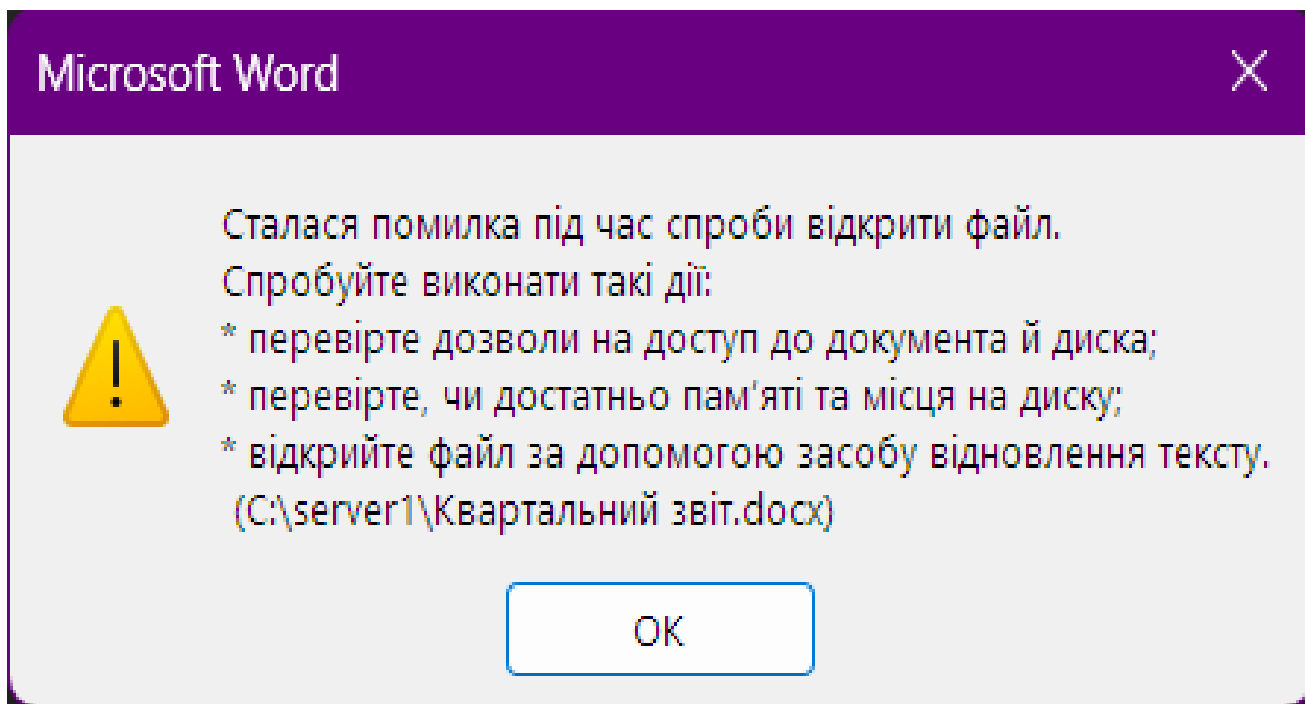 Microsoft Word
Сталася помилка під час спроби відкрити файл.
Спробуйте виконати такі дії:
* перевірте дозволи на доступ до документа й диска;
* перевірте, чи достатньо пам'яті та місця на диску;
* відкрийте файл за допомогою засобу відновлення тексту.
(C:\server1\Квартальний звіт.docx)
ОК